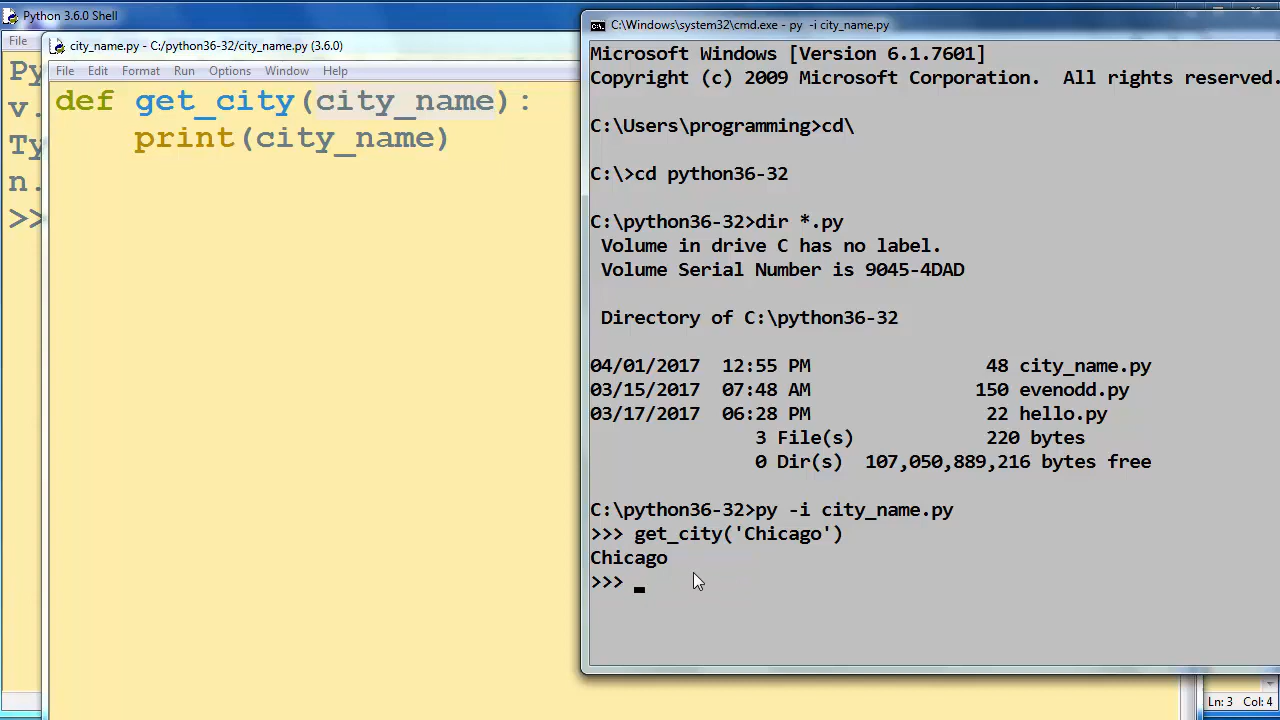 Python 3.6.0 Shell
File
Py
v.
Ty
n.
>>
city_name.py - C:/python36-32/city_name.py (3.6.0)
File Edit Format Run Options Window Help
def get_city(city_name):
    print(city_name)
C:\Windows\system32\cmd.exe - py -i city_name.py
Microsoft Windows [Version 6.1.7601]
Copyright (c) 2009 Microsoft Corporation.  All rights reserved.
C:\Users\programming>cd\
C:\>cd python36-32
C:\python36-32>dir *.py
 Volume in drive C has no label.
 Volume Serial Number is 9045-4DAD
 Directory of C:\python36-32
04/01/2017  12:55 PM                48 city_name.py
03/15/2017  07:48 AM               150 evenodd.py
03/17/2017  06:28 PM                22 hello.py
               3 File(s)            220 bytes
               0 Dir(s)  107,050,889,216 bytes free
C:\python36-32>py -i city_name.py
>>> get_city('Chicago')
Chicago
>>>
Ln: 3 Col: 4